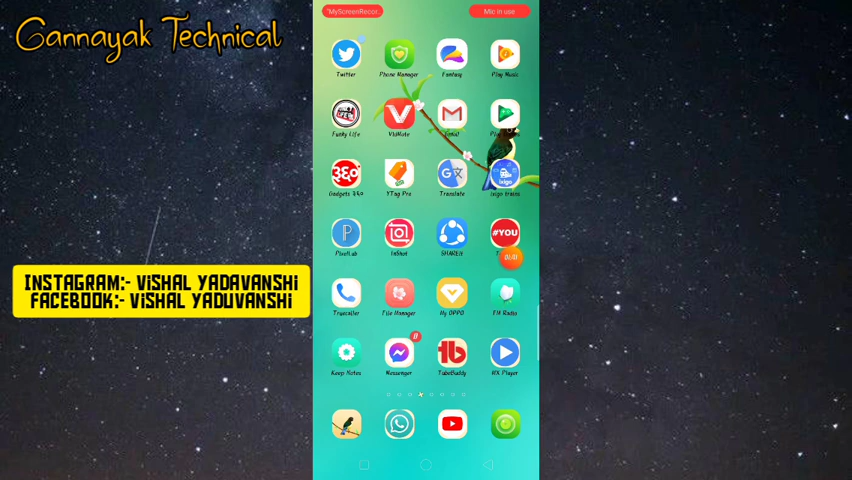 Gannayak Technical
"MyScreenRecor
Mic in use
Twitter
Phone Manager
Fantasy
Play Music
Funky Life
VidMate
Gmail
Gadgets 360
YTag Pro
Translate
ixigo trains
PixelLab
InShot
SHAREit
#YOU
INSTAGRAM:- VISHAL YADAVANSHI
FACEBOOK:- VISHAL YADUVANSHI
Truecaller
File Manager
My OPPO
FM Radio
Keep Notes
Messenger
TubeBuddy
MX Player